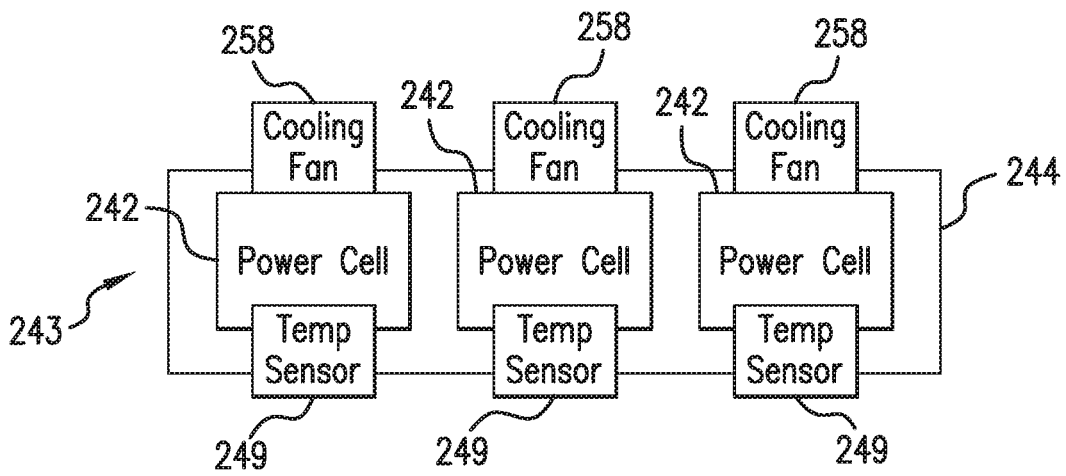 258
258
258
242
242
Cooling
Fan
Cooling
Fan
Cooling
Fan
244
242
Power Cell
Power Cell
Power Cell
243
Temp
Sensor
Temp
Sensor
Temp
Sensor
249
249
249